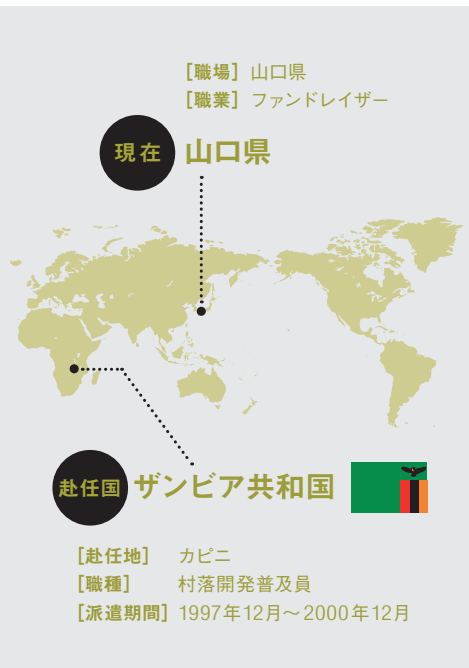 [職場] 山口県
[職業] ファンドレイザー
現在 山口県
赴任国 ザンビア共和国
[赴任地] カピニ
[職種] 村落開発普及員
[派遣期間] 1997年12月〜2000年12月